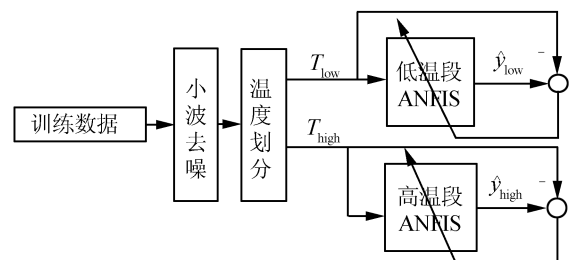 训练数据
小波去噪
温度划分
T_low
低温段
ANFIS
ŷ_low
-
T_high
高温段
ANFIS
ŷ_high
-